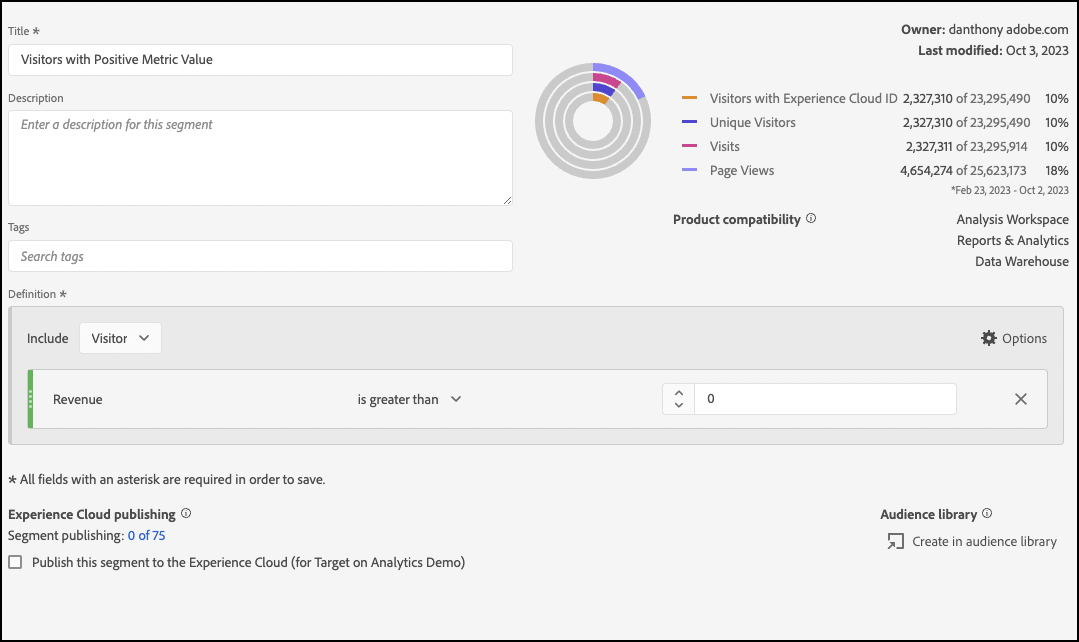 Title *
Visitors with Positive Metric Value
Description
Enter a description for this segment
Tags
Search tags
Owner: danthony adobe.com
Last modified: Oct 3, 2023
Visitors with Experience Cloud ID 2,327,310 of 23,295,490 10%
Unique Visitors 2,327,310 of 23,295,490 10%
Visits 2,327,311 of 23,295,914 10%
Page Views 4,654,274 of 25,623,173 18%
*Feb 23, 2023 - Oct 2, 2023
Product compatibility
Analysis Workspace
Reports & Analytics
Data Warehouse
Definition *
Include Visitor Options
Revenue is greater than 0
* All fields with an asterisk are required in order to save.
Experience Cloud publishing
Segment publishing: 0 of 75
Publish this segment to the Experience Cloud (for Target on Analytics Demo)
Audience library
Create in audience library